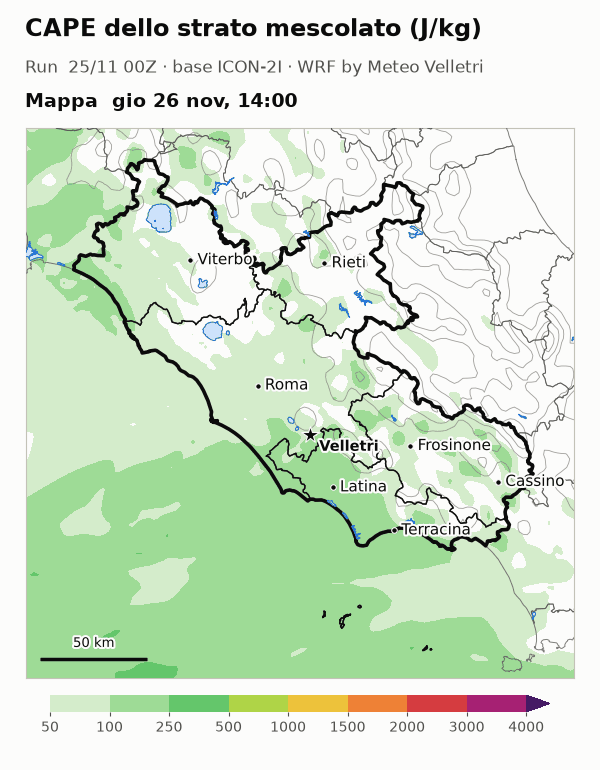 CAPE dello strato mescolato (J/kg)
Run  25/11 00Z · base ICON-2I · WRF by Meteo Velletri
Mappa  gio 26 nov, 14:00
Viterbo
Rieti
Roma
Velletri
Frosinone
Cassino
Latina
Terracina
50 km
50 100 250 500 1000 1500 2000 3000 4000